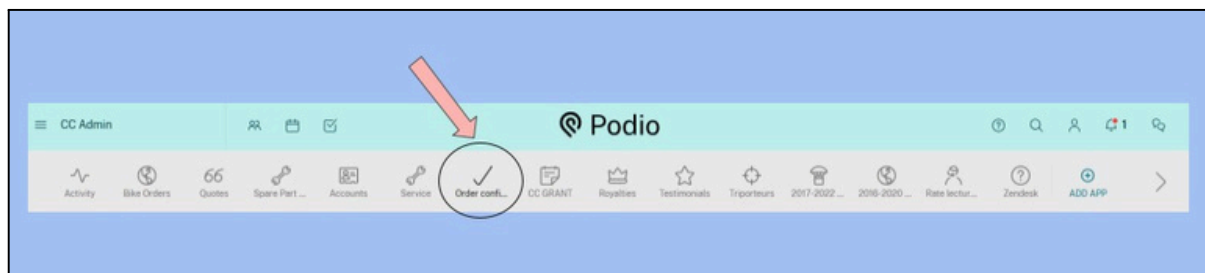 CC Admin
Podio
1
Activity
Bike Orders
Quotes
Spare Part ...
Accounts
Service
Order confi...
CC GRANT
Royalties
Testimonials
Triporteurs
2017-2022 ...
2016-2020 ...
Rate lectur...
Zendesk
ADD APP